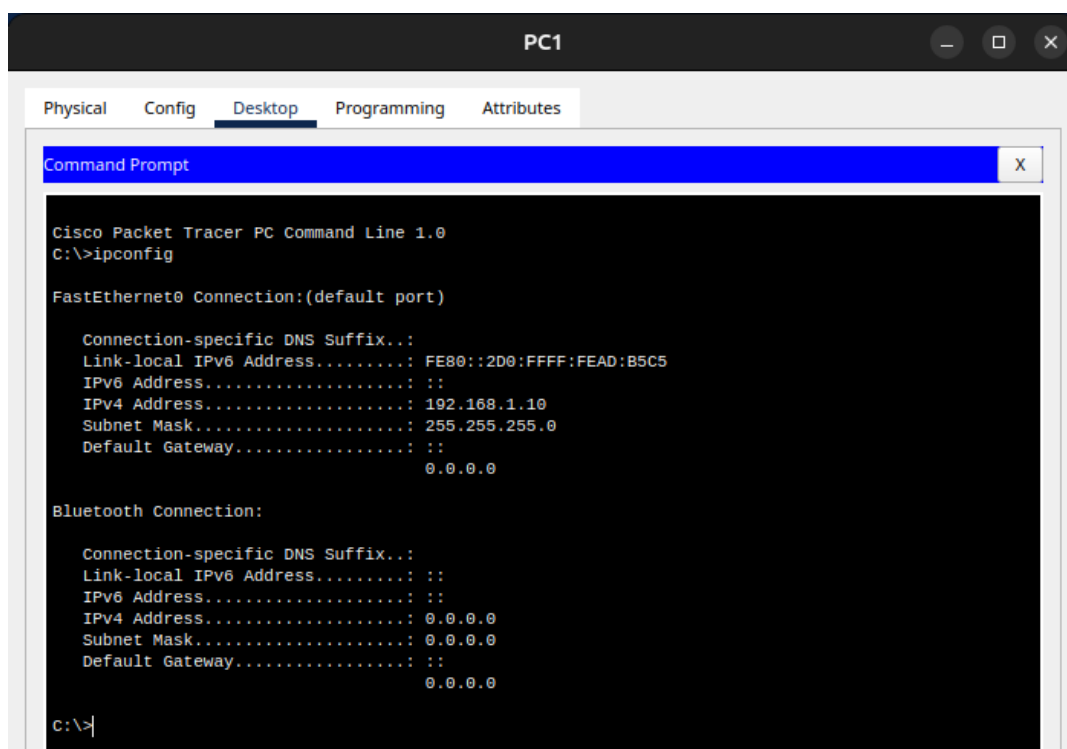 PC1
Physical Config Desktop Programming Attributes
Command Prompt
X
Cisco Packet Tracer PC Command Line 1.0
C:\>ipconfig
FastEthernet0 Connection:(default port)
Connection-specific DNS Suffix..:
Link-local IPv6 Address.........: FE80::2D0:FFFF:FEAD:B5C5
IPv6 Address....................: ::
IPv4 Address....................: 192.168.1.10
Subnet Mask.....................: 255.255.255.0
Default Gateway.................: ::
0.0.0.0
Bluetooth Connection:
Connection-specific DNS Suffix..:
Link-local IPv6 Address.........: ::
IPv6 Address....................: ::
IPv4 Address....................: 0.0.0.0
Subnet Mask.....................: 0.0.0.0
Default Gateway.................: ::
0.0.0.0
C:\>